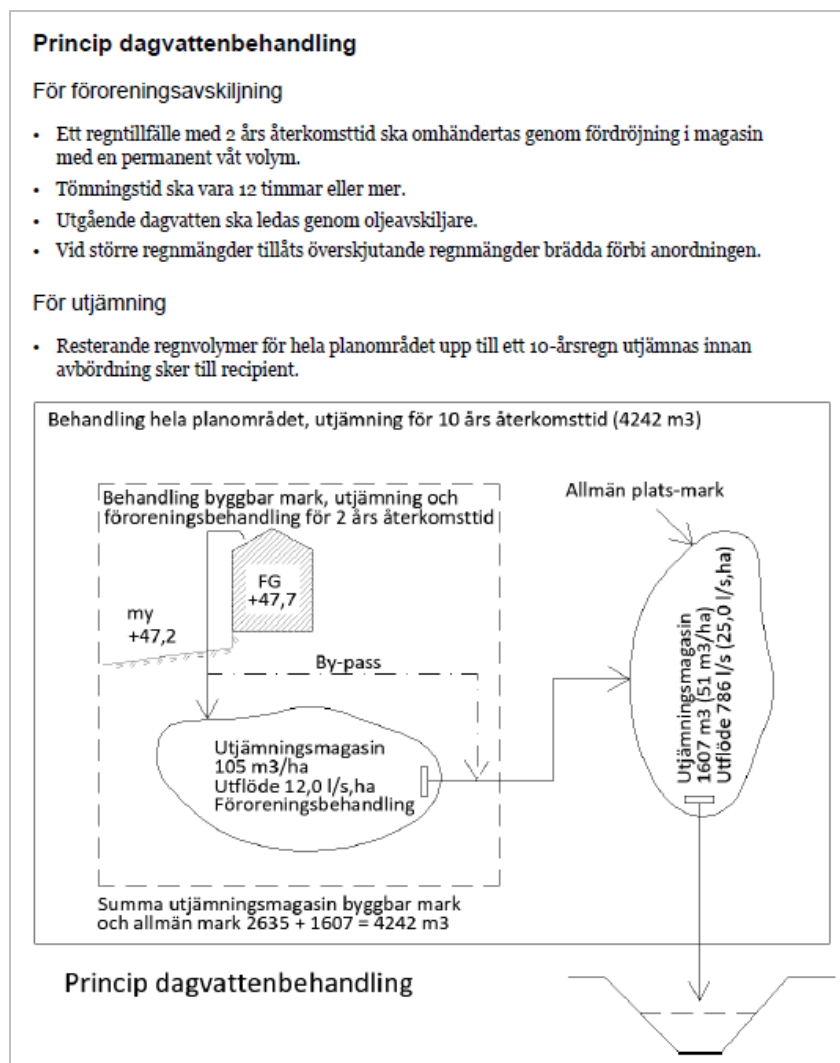 Princip dagvattenbehandling
För föroreningsavskiljning
• Ett regntillfälle med 2 års återkomsttid ska omhändertas genom fördröjning i magasin
med en permanent våt volym.
• Tömningstid ska vara 12 timmar eller mer.
• Utgående dagvatten ska ledas genom oljeavskiljare.
• Vid större regnmängder tillåts överskjutande regnmängder brädda förbi anordningen.
För utjämning
• Resterande regnvolymer för hela planområdet upp till ett 10-årsregn utjämnas innan
avbördning sker till recipient.
Behandling hela planområdet, utjämning för 10 års återkomsttid (4242 m3)
Behandling byggbar mark, utjämning och
föroreningsbehandling för 2 års återkomsttid
Allmän plats-mark
FG
+47,7
my
+47,2
By-pass
Utjämningsmagasin
105 m3/ha
Utflöde 12,0 l/s,ha
Föroreningsbehandling
Utjämningsmagasin
1607 m3 (51 m3/ha)
Utflöde 786 l/s (25,0 l/s,ha)
Summa utjämningsmagasin byggbar mark
och allmän mark 2635 + 1607 = 4242 m3
Princip dagvattenbehandling